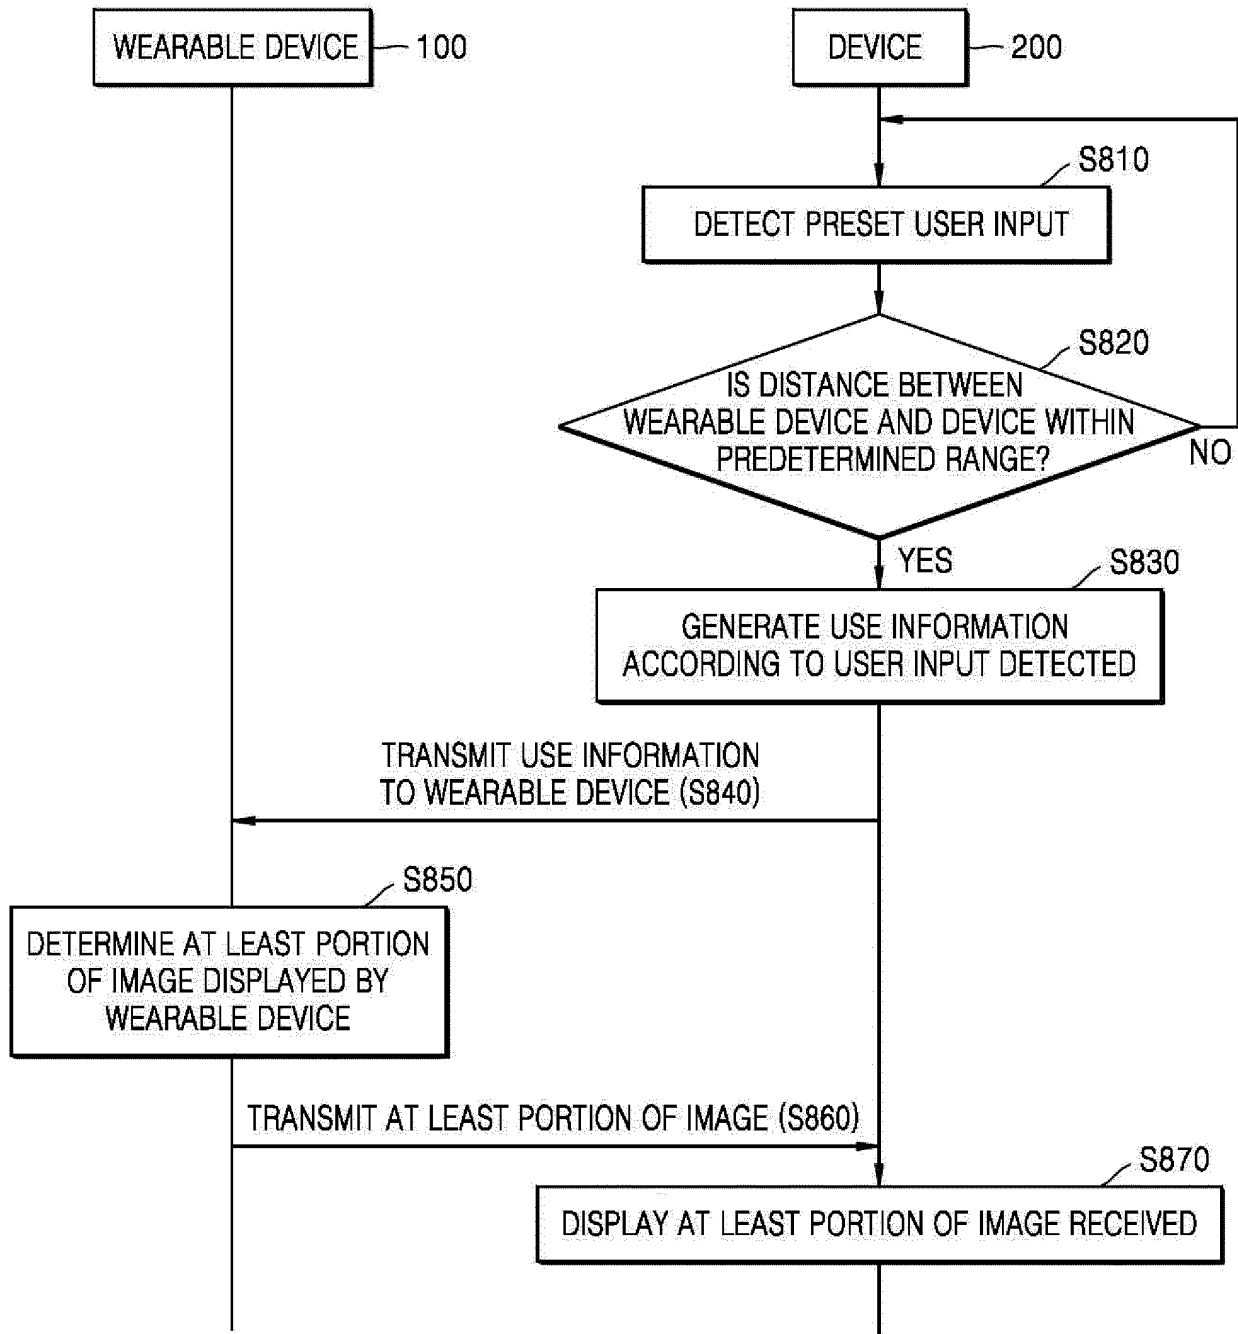 WEARABLE DEVICE
100
DEVICE
200
S810
DETECT PRESET USER INPUT
S820
IS DISTANCE BETWEEN
WEARABLE DEVICE AND DEVICE WITHIN
PREDETERMINED RANGE?
NO
YES
S830
GENERATE USE INFORMATION
ACCORDING TO USER INPUT DETECTED
TRANSMIT USE INFORMATION
TO WEARABLE DEVICE (S840)
S850
DETERMINE AT LEAST PORTION
OF IMAGE DISPLAYED BY
WEARABLE DEVICE
TRANSMIT AT LEAST PORTION OF IMAGE (S860)
S870
DISPLAY AT LEAST PORTION OF IMAGE RECEIVED